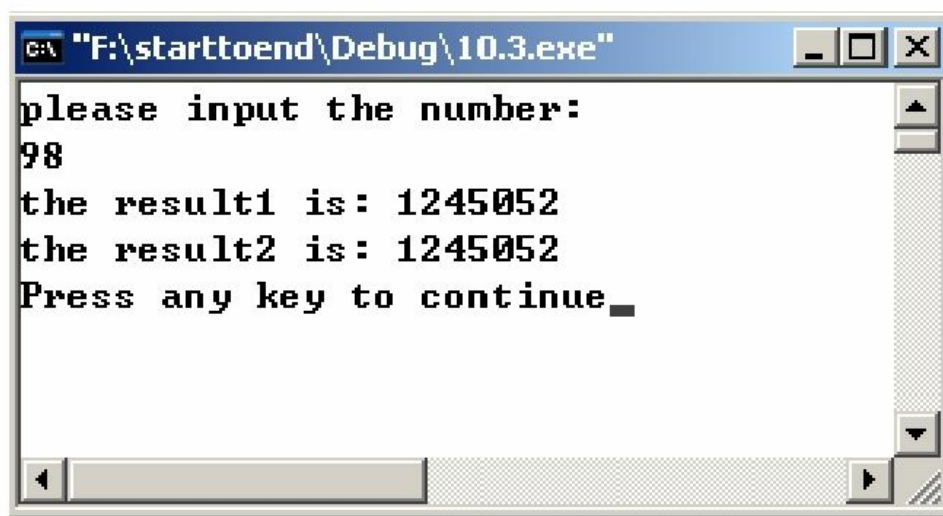 "F:\starttoend\Debug\10.3.exe"
please input the number:
98
the result1 is: 1245052
the result2 is: 1245052
Press any key to continue_